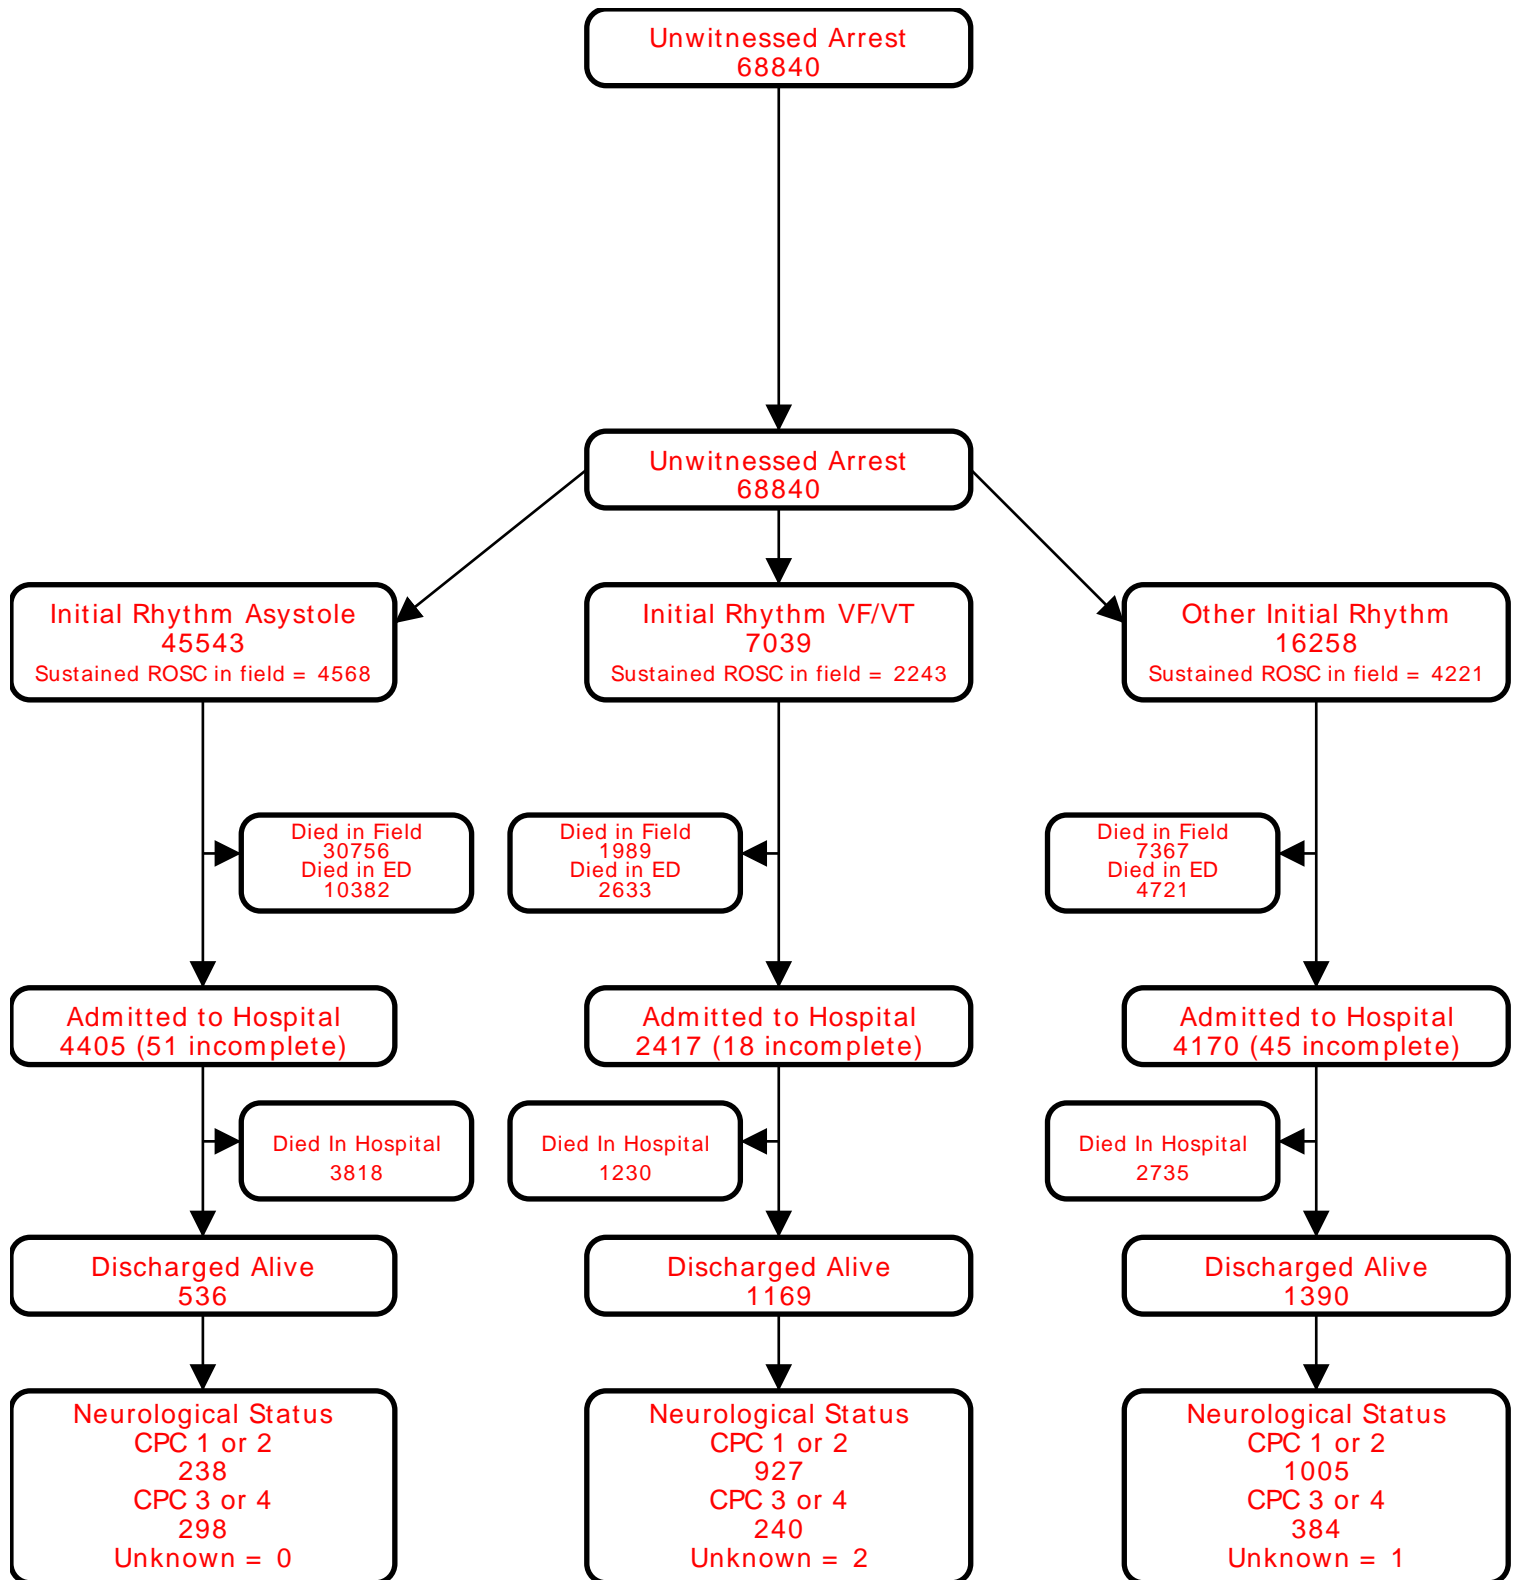 Unwitnessed Arrest
68840
Unwitnessed Arrest
68840
Initial Rhythm Asystole
45543
Sustained ROSC in field = 4568
Initial Rhythm VF/VT
7039
Sustained ROSC in field = 2243
Other Initial Rhythm
16258
Sustained ROSC in field = 4221
Died in Field
30756
Died in ED
10382
Died in Field
1989
Died in ED
2633
Died in Field
7367
Died in ED
4721
Admitted to Hospital
4405 (51 incomplete)
Admitted to Hospital
2417 (18 incomplete)
Admitted to Hospital
4170 (45 incomplete)
Died In Hospital
3818
Died In Hospital
1230
Died In Hospital
2735
Discharged Alive
536
Discharged Alive
1169
Discharged Alive
1390
Neurological Status
CPC 1 or 2
238
CPC 3 or 4
298
Unknown = 0
Neurological Status
CPC 1 or 2
927
CPC 3 or 4
240
Unknown = 2
Neurological Status
CPC 1 or 2
1005
CPC 3 or 4
384
Unknown = 1